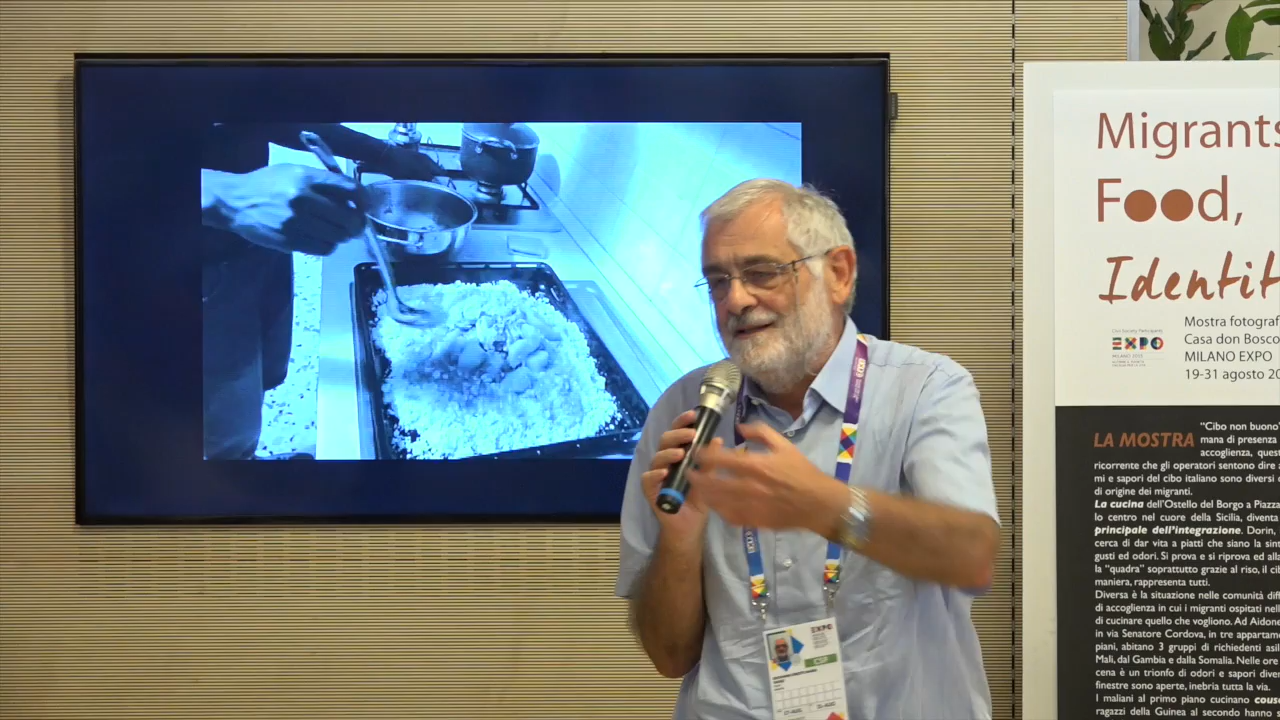 Migrants
Food,
Identit
Mostra fotograf
Civil Society Participants
Casa don Bosco
EXPO
MILANO EXPO
MILANO 2015
19-31 agosto 20
LA MOSTRA
"Cibo non buono"
mana di presenza
accoglienza, quest
ricorrente che gli operatori sentono dire
mi e sapori del cibo italiano sono diversi
di origine dei migranti.
La cucina dell'Ostello del Borgo a Piazza
lo centro nel cuore della Sicilia, diventa
principale dell'integrazione. Dorin,
cerca di dar vita a piatti che siano la sint
gusti ed odori. Si prova e si riprova ed alla
la "quadra" soprattutto grazie al riso, il cib
maniera, rappresenta tutti.
Diversa è la situazione nelle comunità diff
di accoglienza in cui i migranti ospitati nell
di cucinare quello che vogliono. Ad Aidone
in via Senatore Cordova, in tre appartam
piani, abitano 3 gruppi di richiedenti asil
Mali, dal Gambia e dalla Somalia. Nelle ore
cena è un trionfo di odori e sapori diver
finestre sono aperte, inebria tutta la via.
I maliani al primo piano cucinano cous
ragazzi della Guinea al secondo hanno
EXPO